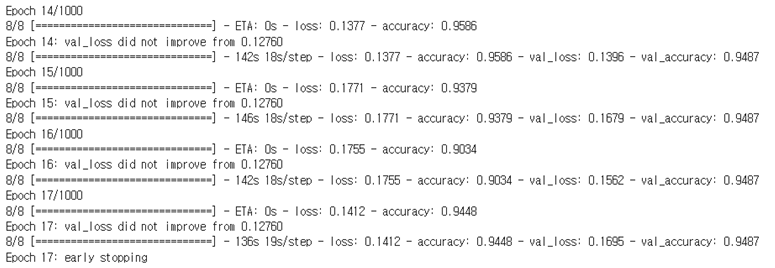 Epoch 14/1000
8/8 [==============================] - ETA: 0s - loss: 0.1377 - accuracy: 0.9586
Epoch 14: val_loss did not improve from 0.12760
8/8 [==============================] - 142s 18s/step - loss: 0.1377 - accuracy: 0.9586 - val_loss: 0.1396 - val_accuracy: 0.9487
Epoch 15/1000
8/8 [==============================] - ETA: 0s - loss: 0.1771 - accuracy: 0.9379
Epoch 15: val_loss did not improve from 0.12760
8/8 [==============================] - 146s 18s/step - loss: 0.1771 - accuracy: 0.9379 - val_loss: 0.1679 - val_accuracy: 0.9487
Epoch 16/1000
8/8 [==============================] - ETA: 0s - loss: 0.1755 - accuracy: 0.9034
Epoch 16: val_loss did not improve from 0.12760
8/8 [==============================] - 142s 18s/step - loss: 0.1755 - accuracy: 0.9034 - val_loss: 0.1562 - val_accuracy: 0.9487
Epoch 17/1000
8/8 [==============================] - ETA: 0s - loss: 0.1412 - accuracy: 0.9448
Epoch 17: val_loss did not improve from 0.12760
8/8 [==============================] - 136s 19s/step - loss: 0.1412 - accuracy: 0.9448 - val_loss: 0.1695 - val_accuracy: 0.9487
Epoch 17: early stopping